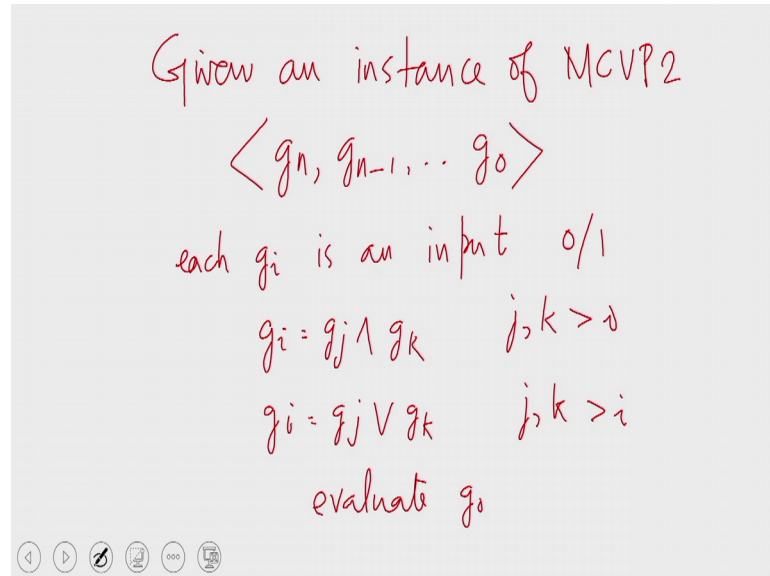 Given an instance of MCVP2
< gn, gn-1, .. g0 >
each gi is an input 0/1
gi = gj ∧ gk j, k > i
gi = gj ∨ gk j, k > i
evaluate g0